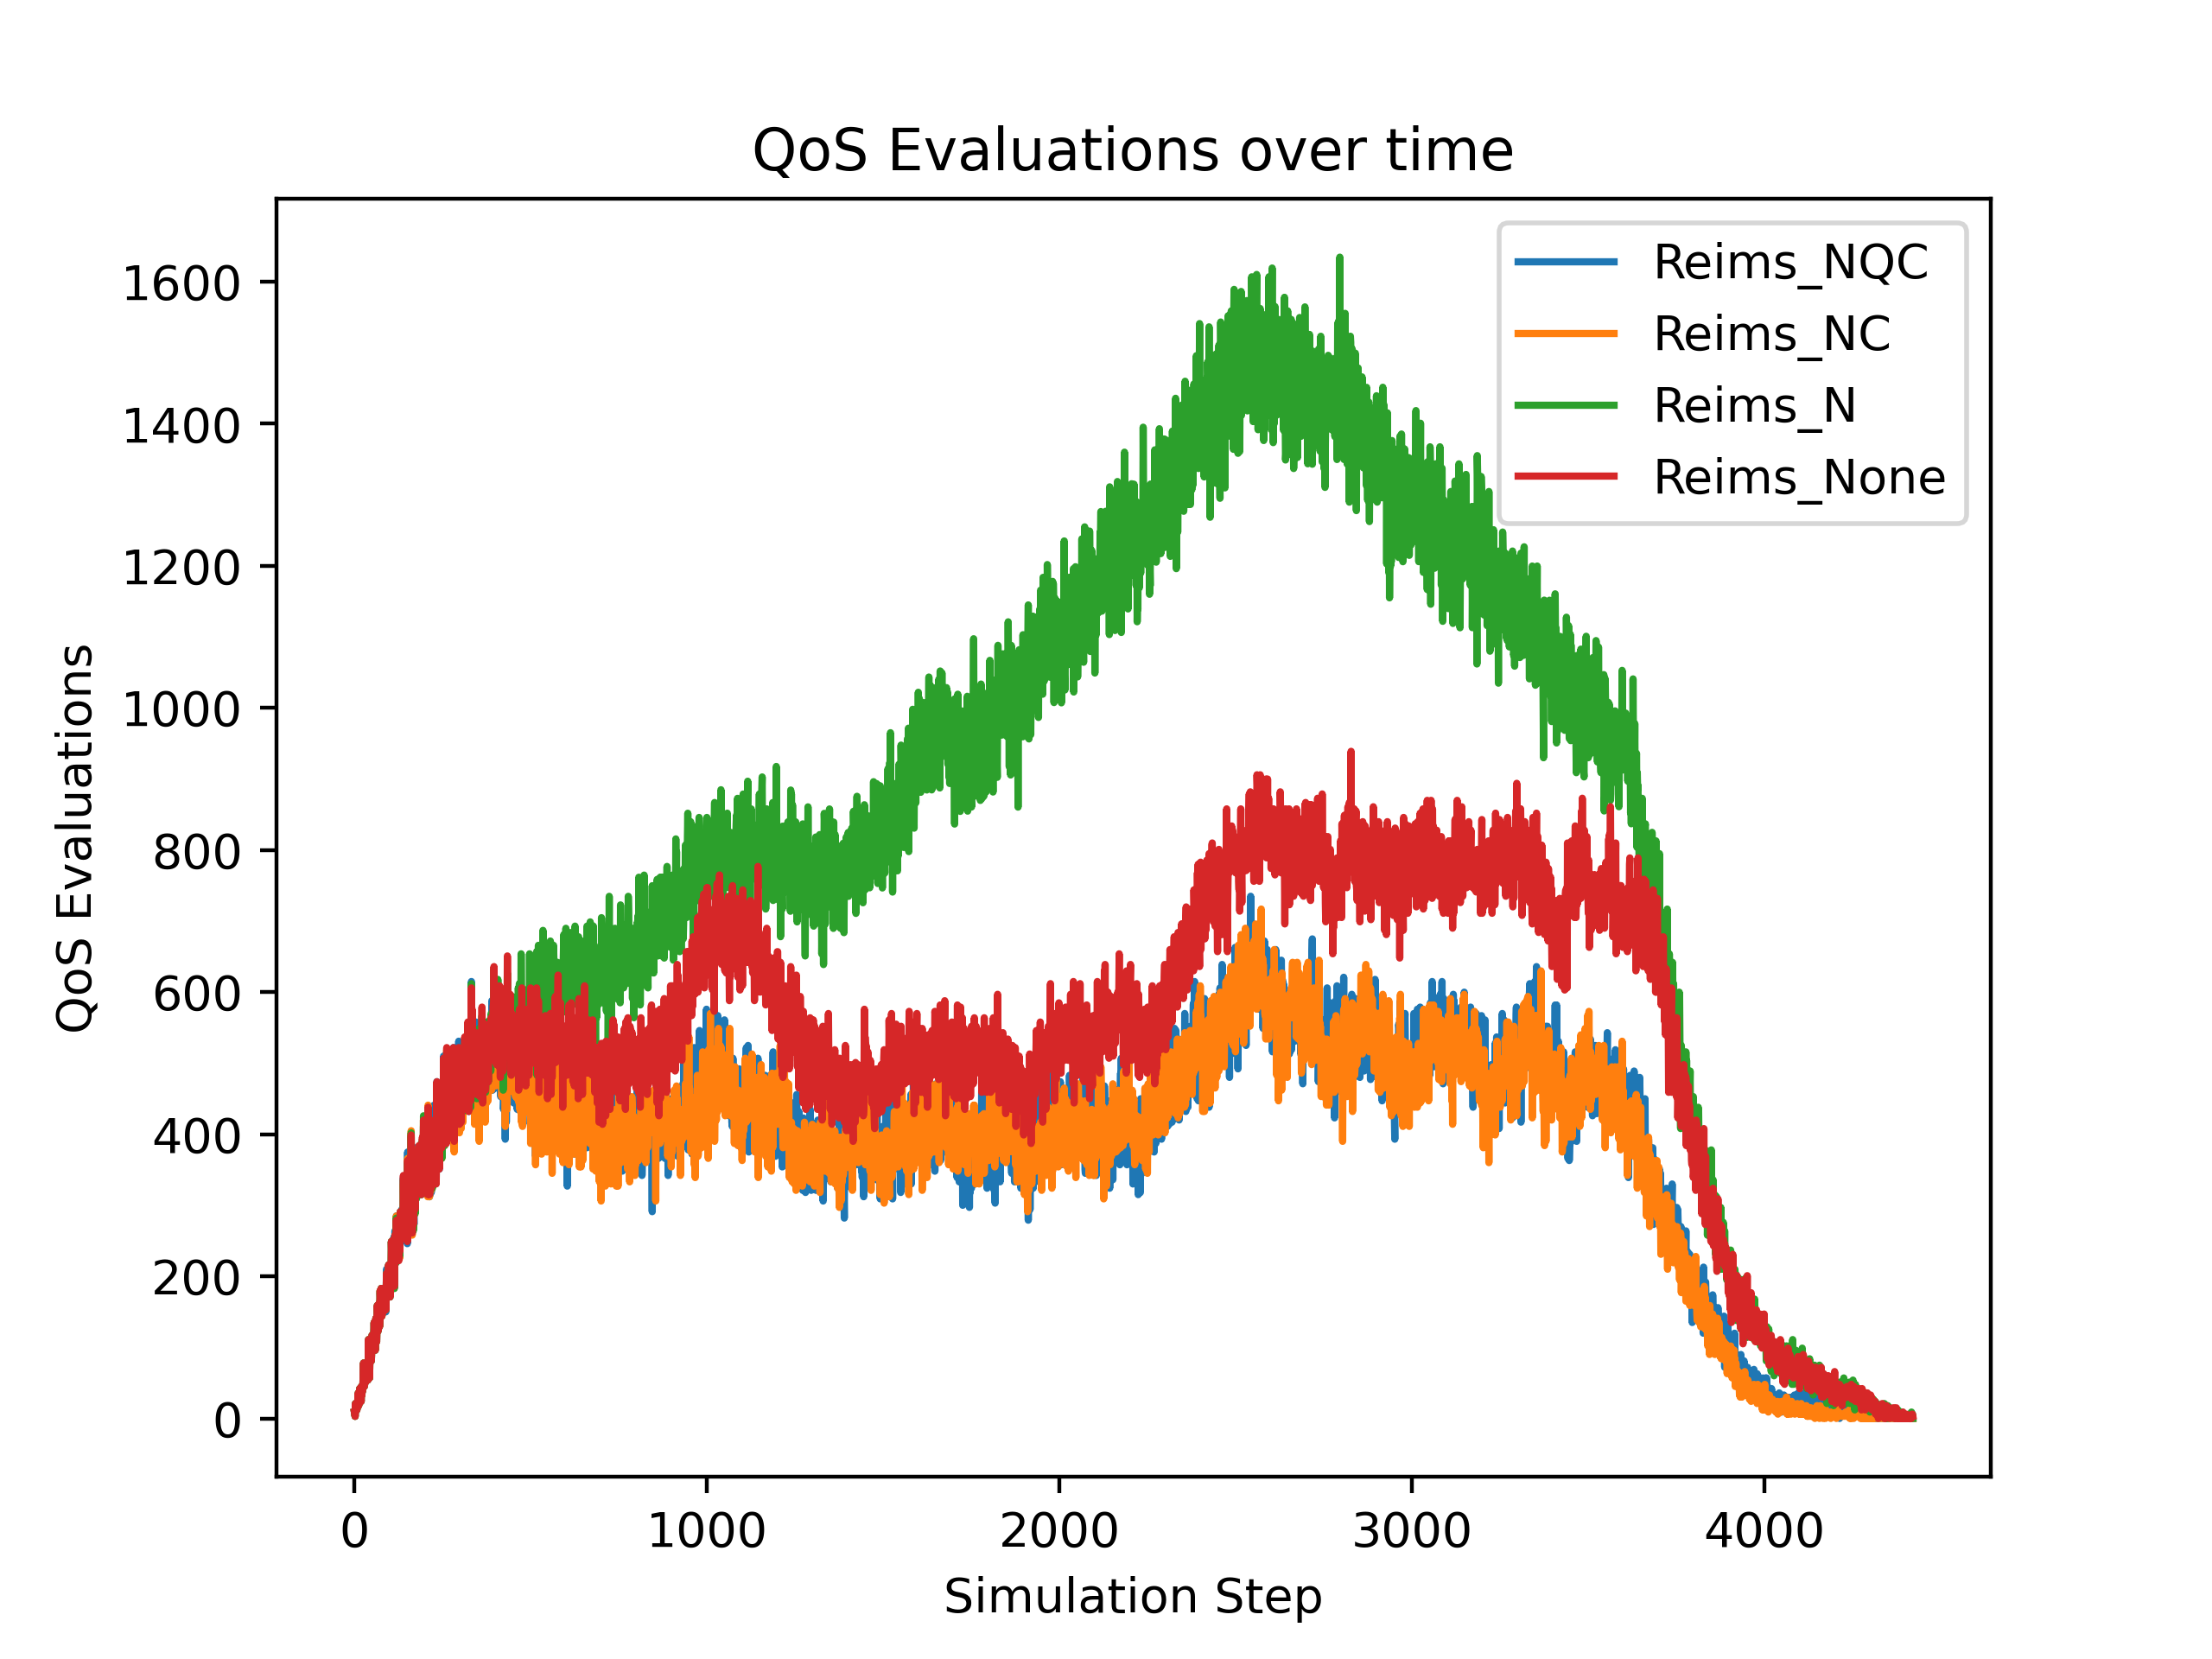 QoS Evaluations over time
QoS Evaluations
1600
1400
1200
1000
800
600
400
200
0
0 1000 2000 3000 4000
Simulation Step
Reims_NQC
Reims_NC
Reims_N
Reims_None